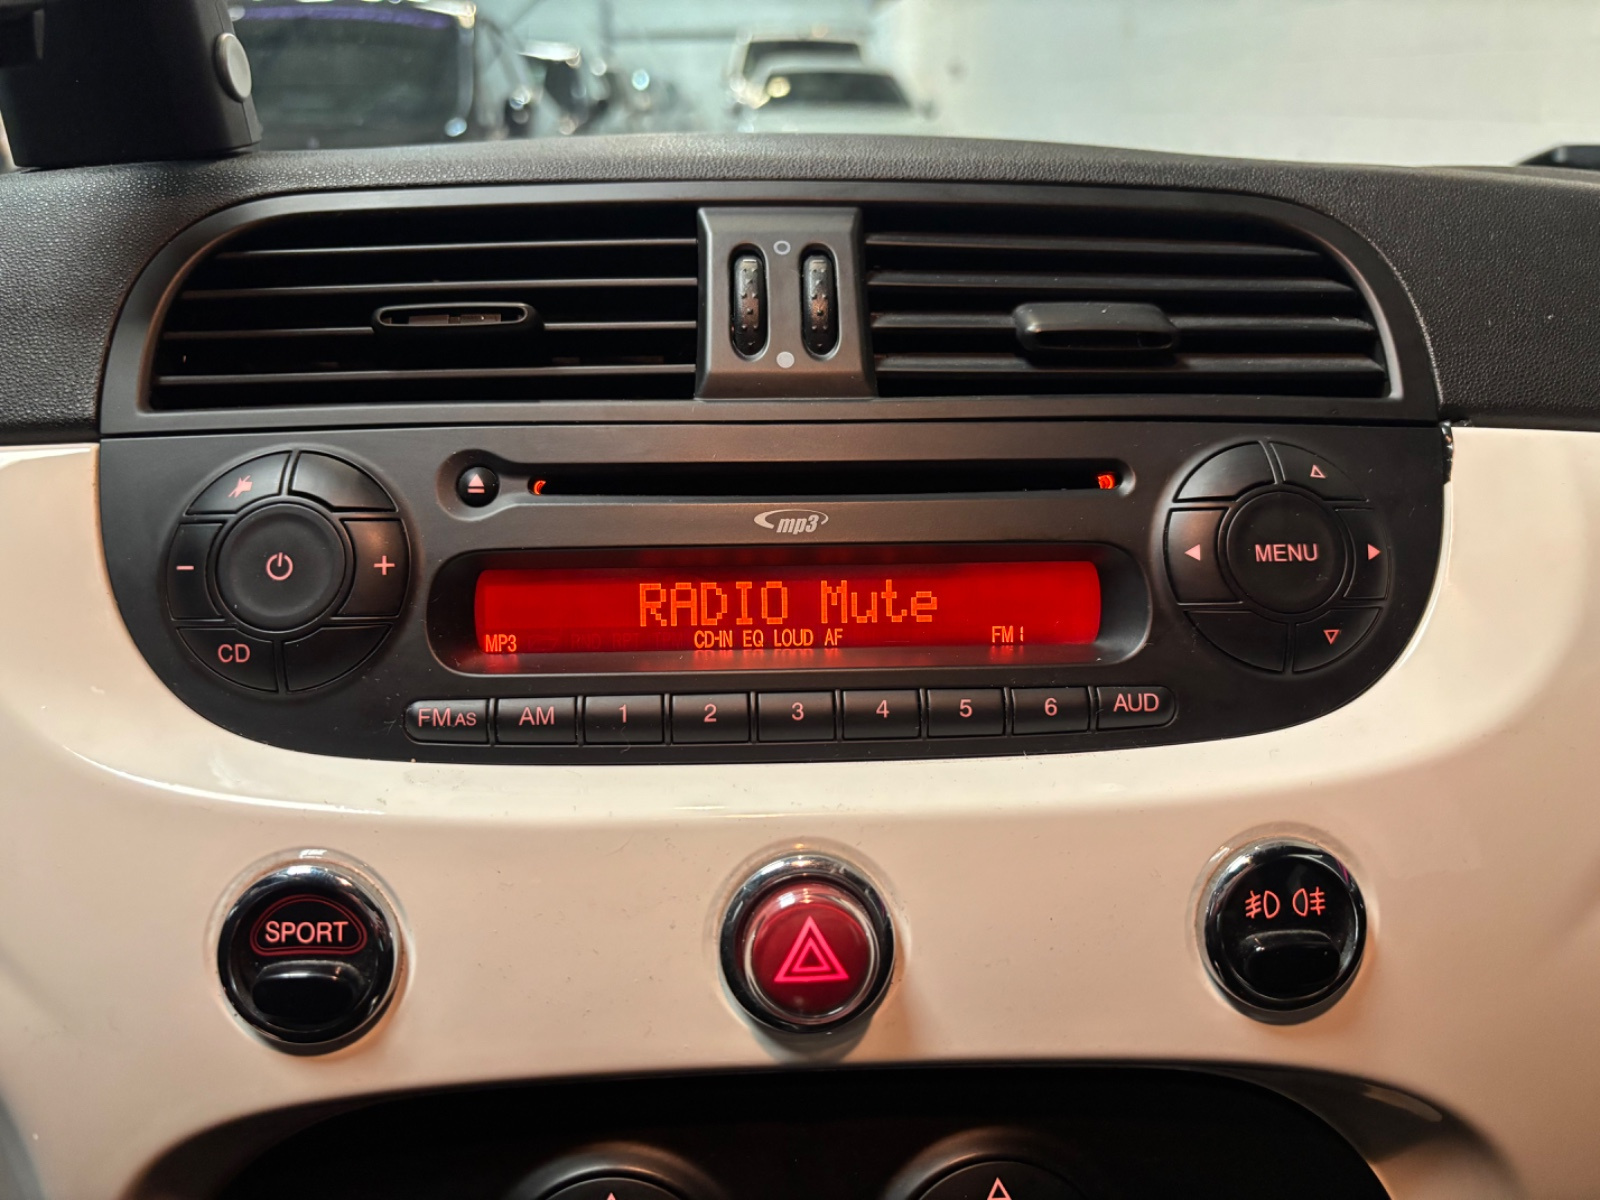 mp3
RADIO Mute
MP3 CD-IN EQ LOUD AF FM1
MENU
CD
FM AS AM 1 2 3 4 5 6 AUD
SPORT